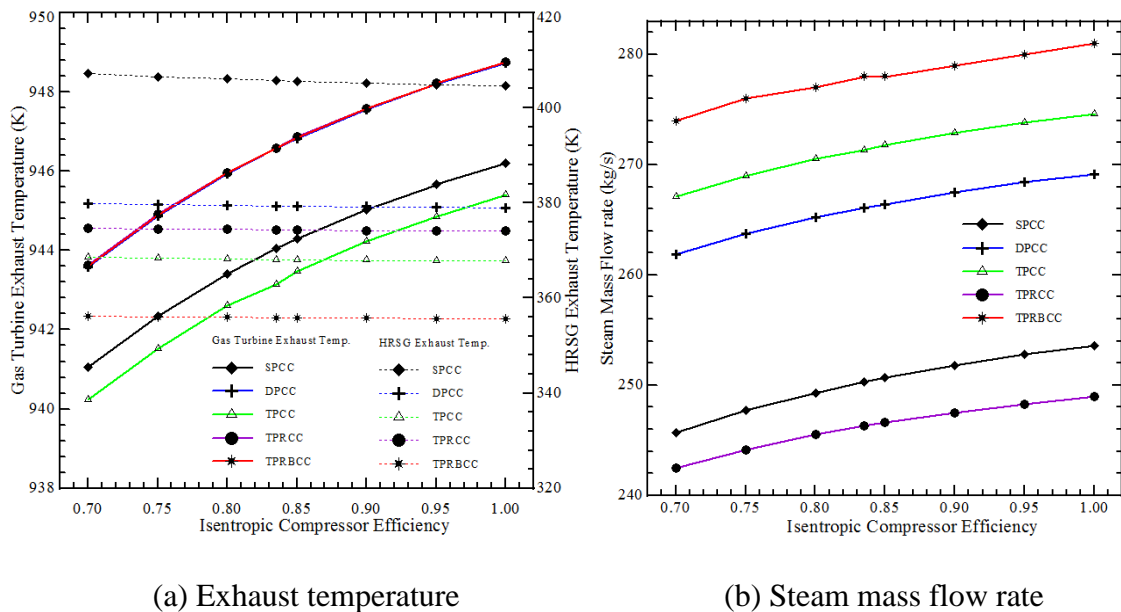 950
948
946
944
942
940
938
Gas Turbine Exhaust Temperature (K)
420
400
380
360
340
320
HRSG Exhaust Temperature (K)
Gas Turbine Exhaust Temp.
SPCC
DPCC
TPCC
TPRCC
TPRBCC
HRSG Exhaust Temp.
SPCC
DPCC
TPCC
TPRCC
TPRBCC
0.70 0.75 0.80 0.85 0.90 0.95 1.00
Isentropic Compressor Efficiency
(a) Exhaust temperature
280
270
260
250
240
Steam Mass Flow rate (kg/s)
SPCC
DPCC
TPCC
TPRCC
TPRBCC
0.70 0.75 0.80 0.85 0.90 0.95 1.00
Isentropic Compressor Efficiency
(b) Steam mass flow rate